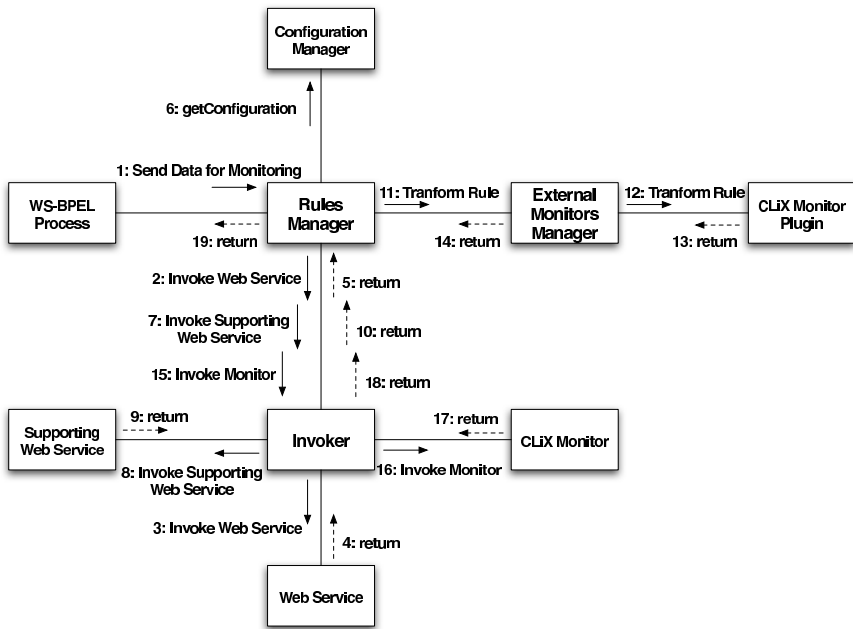 Configuration
Manager
6: getConfiguration
1: Send Data for Monitoring
WS-BPEL
Process
Rules
Manager
11: Tranform Rule
External
Monitors
Manager
12: Tranform Rule
CLiX Monitor
Plugin
19: return
14: return
13: return
2: Invoke Web Service
5: return
7: Invoke Supporting
Web Service
10: return
15: Invoke Monitor
18: return
9: return
17: return
Supporting
Web Service
Invoker
CLiX Monitor
8: Invoke Supporting
Web Service
16: Invoke Monitor
3: Invoke Web Service
4: return
Web Service